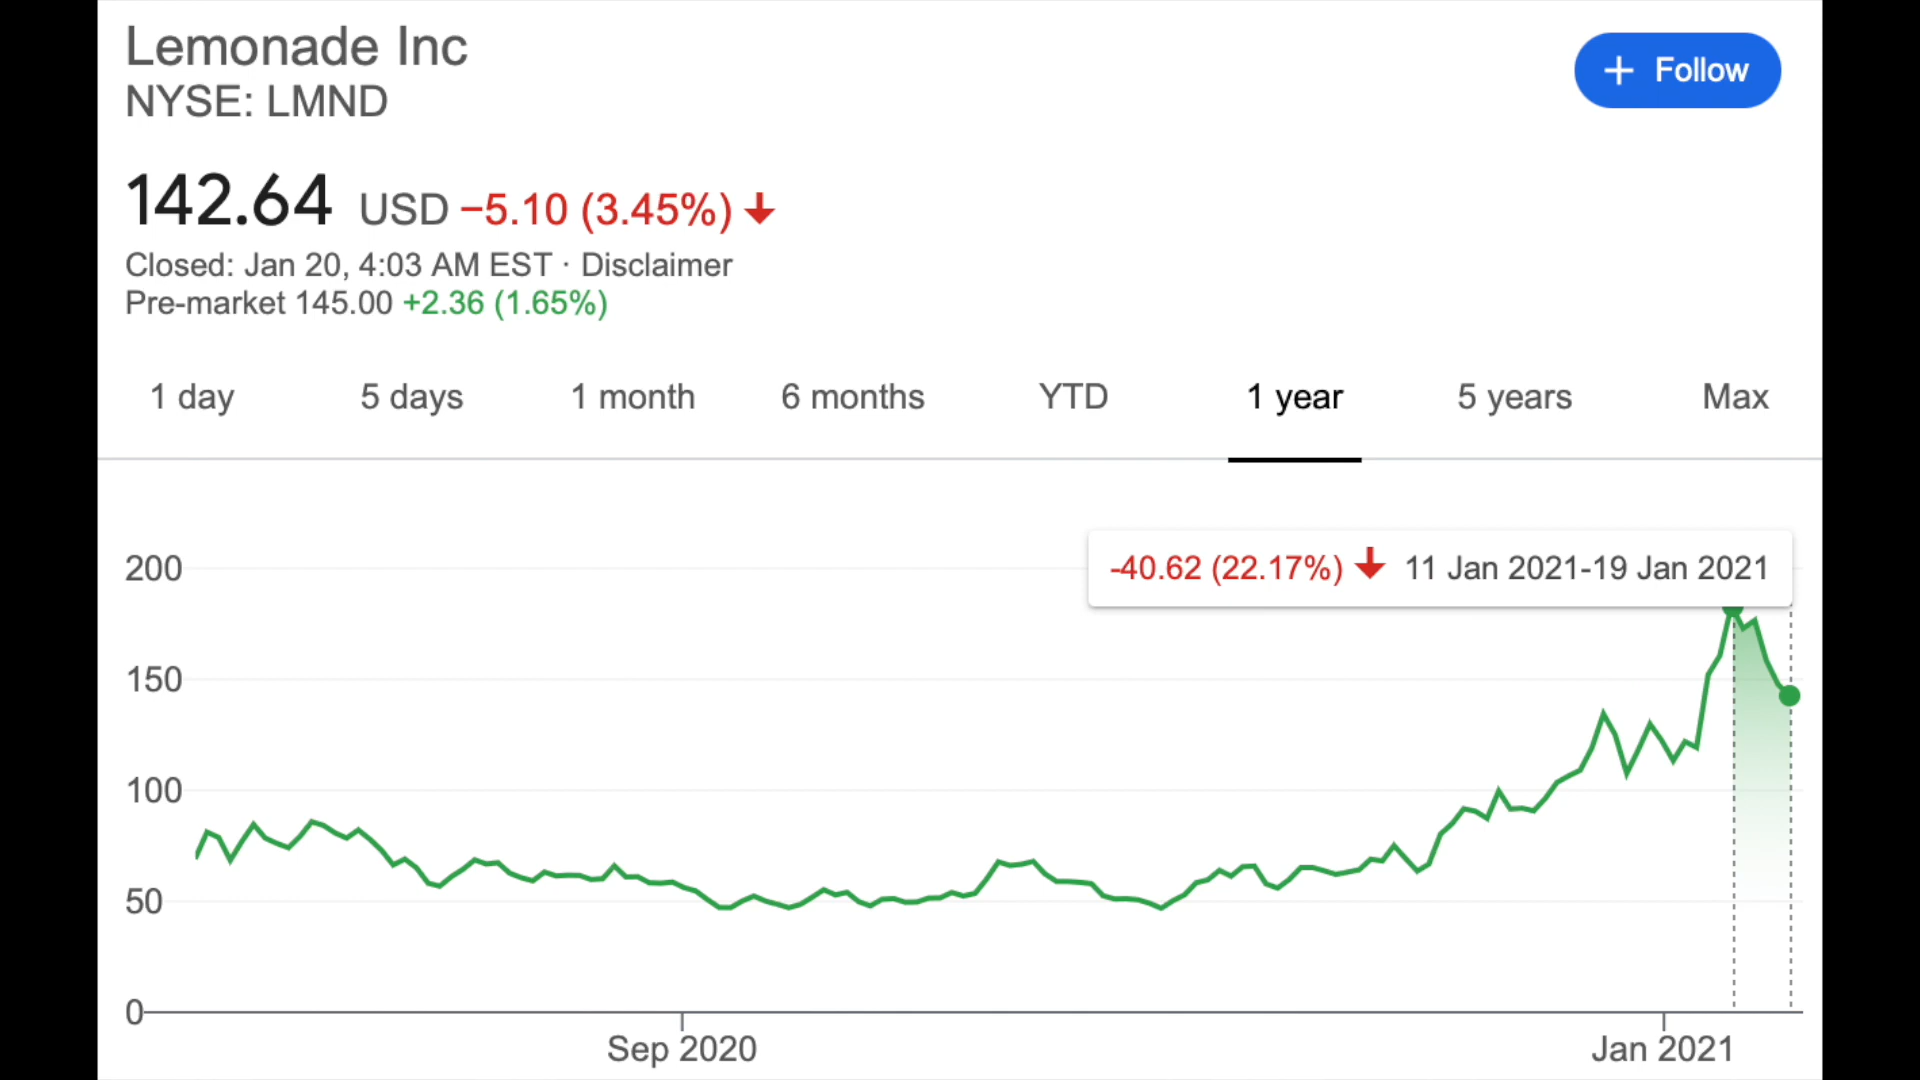 Lemonade Inc
NYSE: LMND
+ Follow
142.64 USD −5.10 (3.45%) ↓
Closed: Jan 20, 4:03 AM EST · Disclaimer
Pre-market 145.00 +2.36 (1.65%)
1 day 5 days 1 month 6 months YTD 1 year 5 years Max
-40.62 (22.17%) ↓ 11 Jan 2021-19 Jan 2021
200
150
100
50
0
Sep 2020 Jan 2021